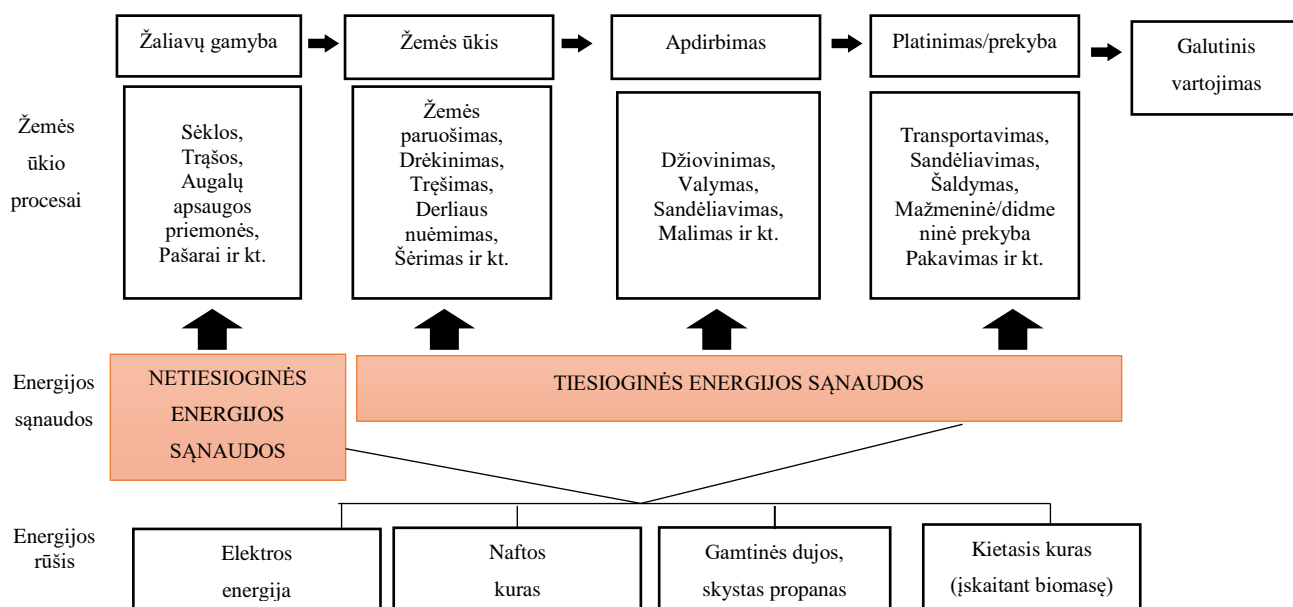 Žaliavų gamyba
Žemės ūkis
Apdirbimas
Platinimas/prekyba
Galutinis
vartojimas
Žemės
ūkio
procesai
Sėklos,
Trąšos,
Augalų
apsaugos
priemonės,
Pašarai ir kt.
Žemės
paruošimas,
Drėkinimas,
Tręšimas,
Derliaus
nuėmimas,
Šėrimas ir kt.
Džiovinimas,
Valymas,
Sandėliavimas,
Malimas ir kt.
Transportavimas,
Sandėliavimas,
Šaldymas,
Mažmeninė/didme
ninė prekyba
Pakavimas ir kt.
Energijos
sąnaudos
NETIESIOGINĖS
ENERGIJOS
SĄNAUDOS
TIESIOGINĖS ENERGIJOS SĄNAUDOS
Energijos
rūšis
Elektros
energija
Naftos
kuras
Gamtinės dujos,
skystas propanas
Kietasis kuras
(įskaitant biomasę)